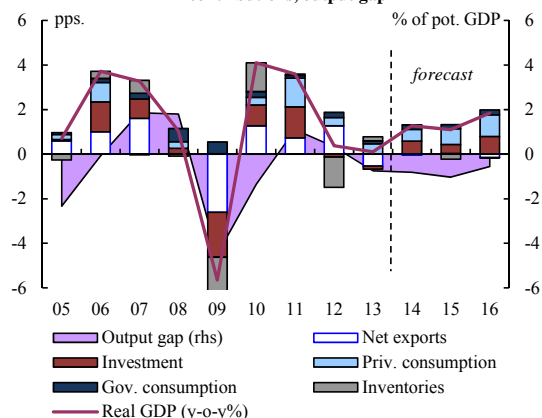 pps.
% of pot. GDP
6 6
4 4
forecast
2 2
0 0
-2 -2
-4 -4
-6 -6
05 06 07 08 09 10 11 12 13 14 15 16
Output gap (rhs) Net exports
Investment Priv. consumption
Gov. consumption Inventories
Real GDP (y-o-y%)